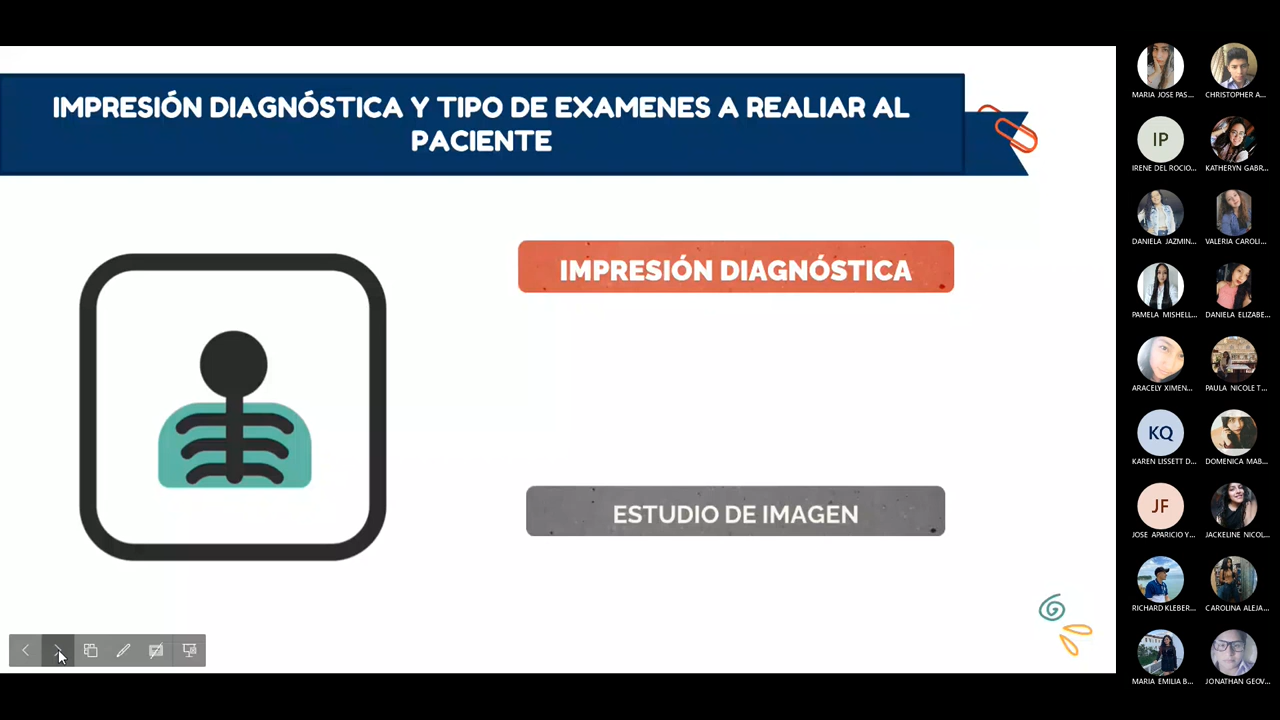 IMPRESIÓN DIAGNÓSTICA Y TIPO DE EXAMENES A REALIAR AL
PACIENTE
IMPRESIÓN DIAGNÓSTICA
ESTUDIO DE IMAGEN
MARIA JOSE PAS...
CHRISTOPHER A...
IP
IRENE DEL ROCIO...
KATHERYN GABR...
DANIELA JAZMIN...
VALERIA CAROLI...
PAMELA MISHELL...
DANIELA ELIZABE...
ARACELY XIMEN...
PAULA NICOLE T...
KQ
KAREN LISSETT D...
DOMENICA MAB...
JF
JOSE APARICIO Y...
JACKELINE NICOL...
RICHARD KLEBER...
CAROLINA ALEJA...
MARIA EMILIA B...
JONATHAN GEOV...